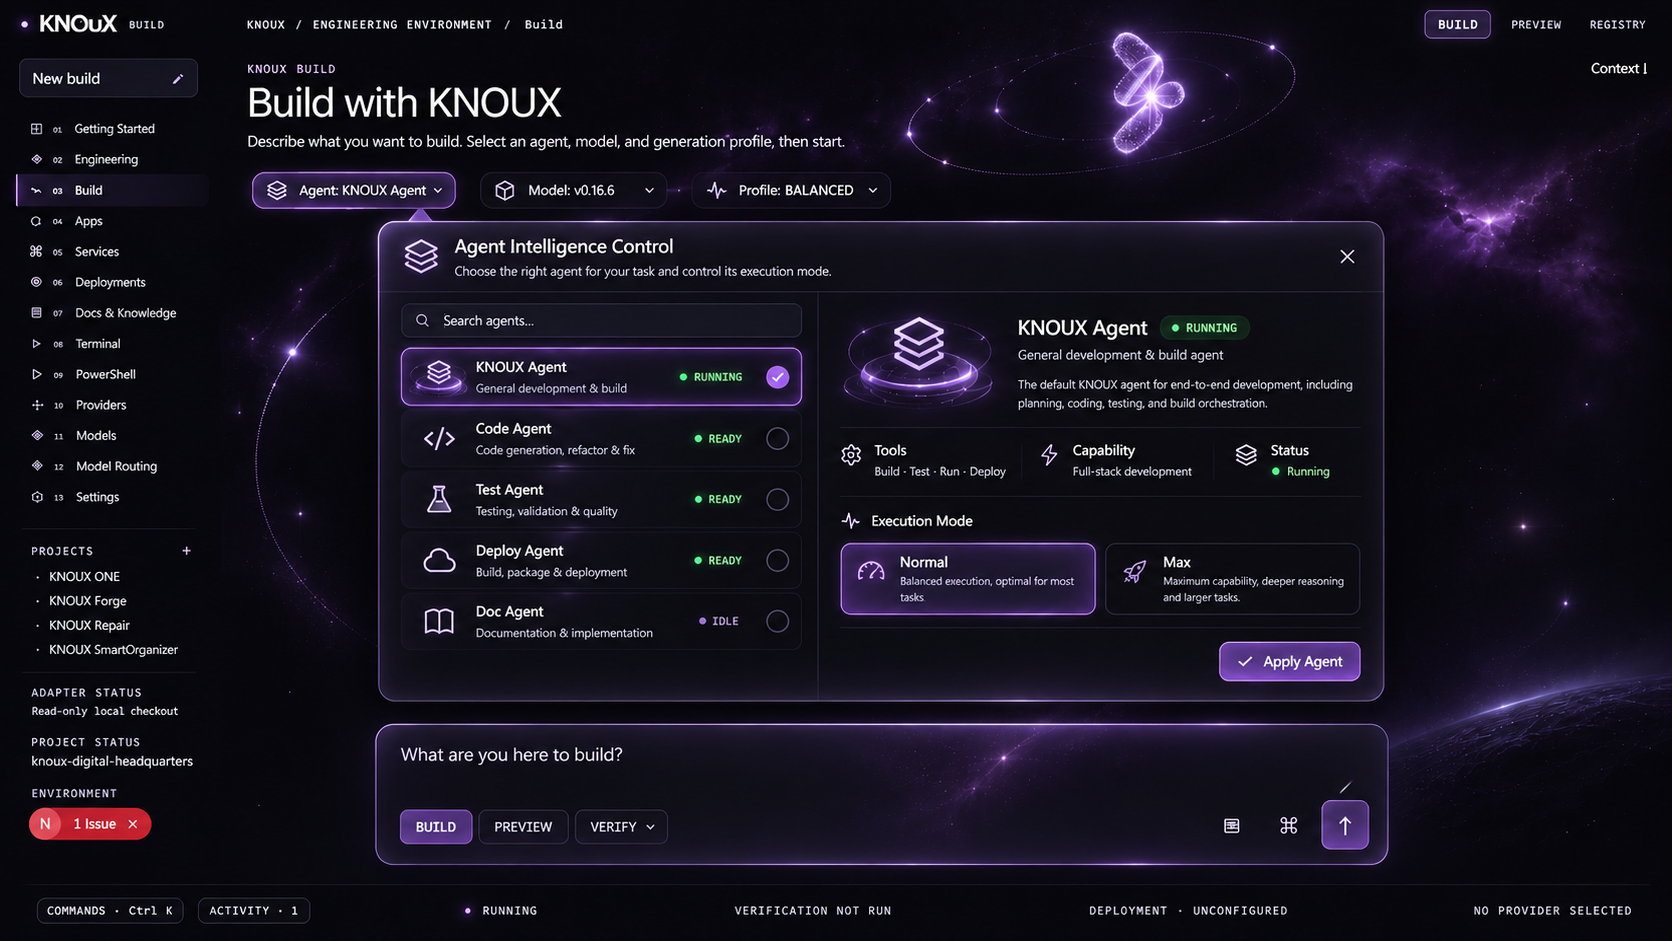 KNOuX BUILD
KNOUX / ENGINEERING ENVIRONMENT / Build
BUILD
PREVIEW
REGISTRY
New build
01 Getting Started
02 Engineering
03 Build
04 Apps
05 Services
06 Deployments
07 Docs & Knowledge
08 Terminal
09 PowerShell
10 Providers
11 Models
12 Model Routing
13 Settings
PROJECTS +
· KNOUX ONE
· KNOUX Forge
· KNOUX Repair
· KNOUX SmartOrganizer
ADAPTER STATUS
Read-only local checkout
PROJECT STATUS
knoux-digital-headquarters
ENVIRONMENT
N 1 Issue ×
KNOUX BUILD
Context
Build with KNOUX
Describe what you want to build. Select an agent, model, and generation profile, then start.
Agent: KNOUX Agent
Model: v0.16.6
Profile: BALANCED
Agent Intelligence Control
Choose the right agent for your task and control its execution mode.
Search agents...
KNOUX Agent
General development & build
RUNNING
Code Agent
Code generation, refactor & fix
READY
Test Agent
Testing, validation & quality
READY
Deploy Agent
Build, package & deployment
READY
Doc Agent
Documentation & implementation
IDLE
KNOUX Agent
RUNNING
General development & build agent
The default KNOUX agent for end-to-end development, including
planning, coding, testing, and build orchestration.
Tools
Build · Test · Run · Deploy
Capability
Full-stack development
Status
Running
Execution Mode
Normal
Balanced execution, optimal for most
tasks
Max
Maximum capability, deeper reasoning
and larger tasks.
Apply Agent
What are you here to build?
BUILD
PREVIEW
VERIFY
COMMANDS · Ctrl K
ACTIVITY · 1
RUNNING
VERIFICATION NOT RUN
DEPLOYMENT · UNCONFIGURED
NO PROVIDER SELECTED